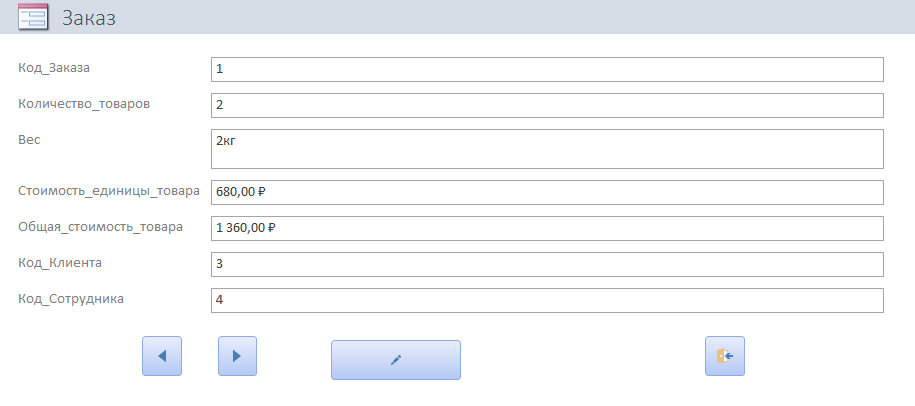 Заказ
Код_Заказа 1
Количество_товаров 2
Вес 2кг
Стоимость_единицы_товара 680,00 ₽
Общая_стоимость_товара 1 360,00 ₽
Код_Клиента 3
Код_Сотрудника 4